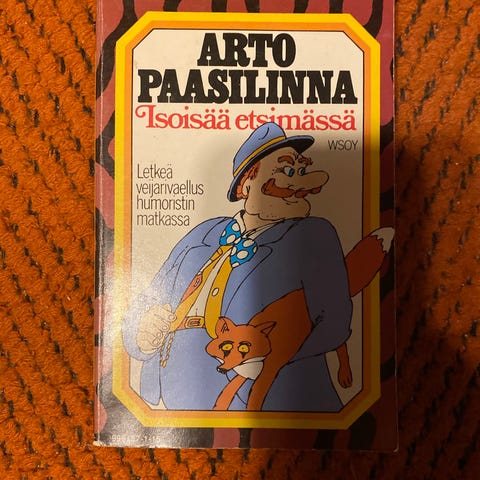 ARTO
PAASILINNA
Isoisää etsimässä
WSOY
Letkeä
veijarivaellus
humoristin
matkassa